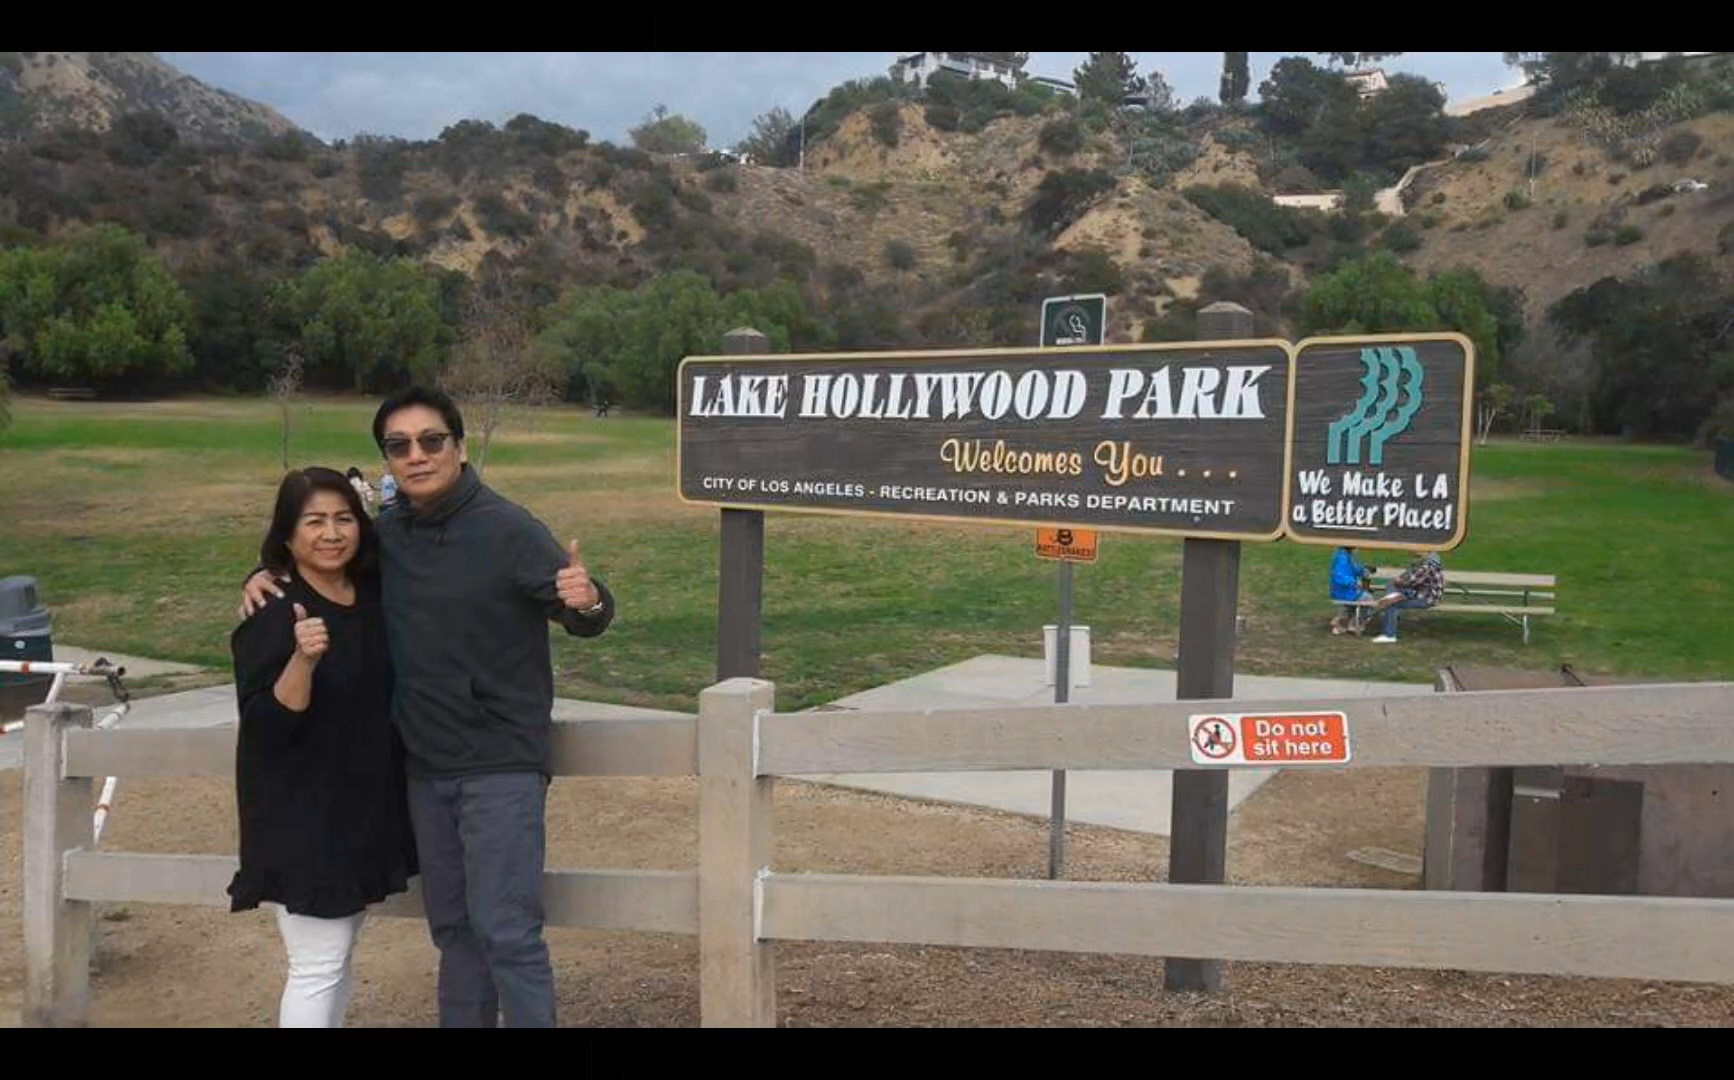 LAKE HOLLYWOOD PARK
Welcomes You . . .
CITY OF LOS ANGELES - RECREATION & PARKS DEPARTMENT
We Make LA
a Better Place!
RATTLESNAKES
Do not
sit here